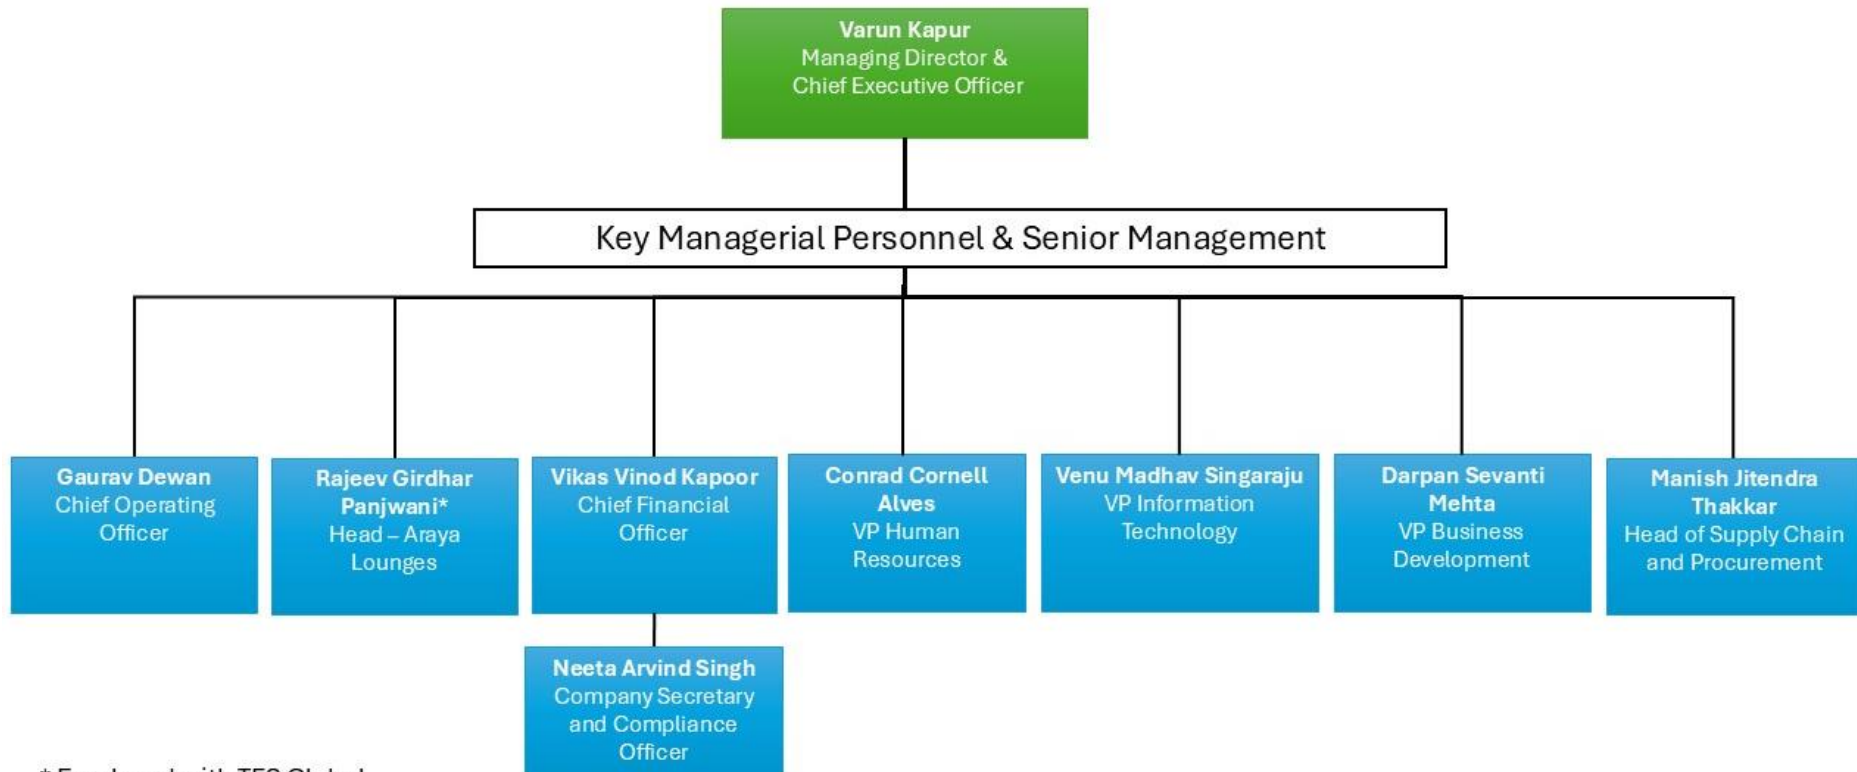 Varun Kapur
Managing Director &
Chief Executive Officer
Key Managerial Personnel & Senior Management
Gaurav Dewan
Chief Operating
Officer
Rajeev Girdhar
Panjwani*
Head – Araya
Lounges
Vikas Vinod Kapoor
Chief Financial
Officer
Conrad Cornell
Alves
VP Human
Resources
Venu Madhav Singaraju
VP Information
Technology
Darpan Sevanti
Mehta
VP Business
Development
Manish Jitendra
Thakkar
Head of Supply Chain
and Procurement
Neeta Arvind Singh
Company Secretary
and Compliance
Officer